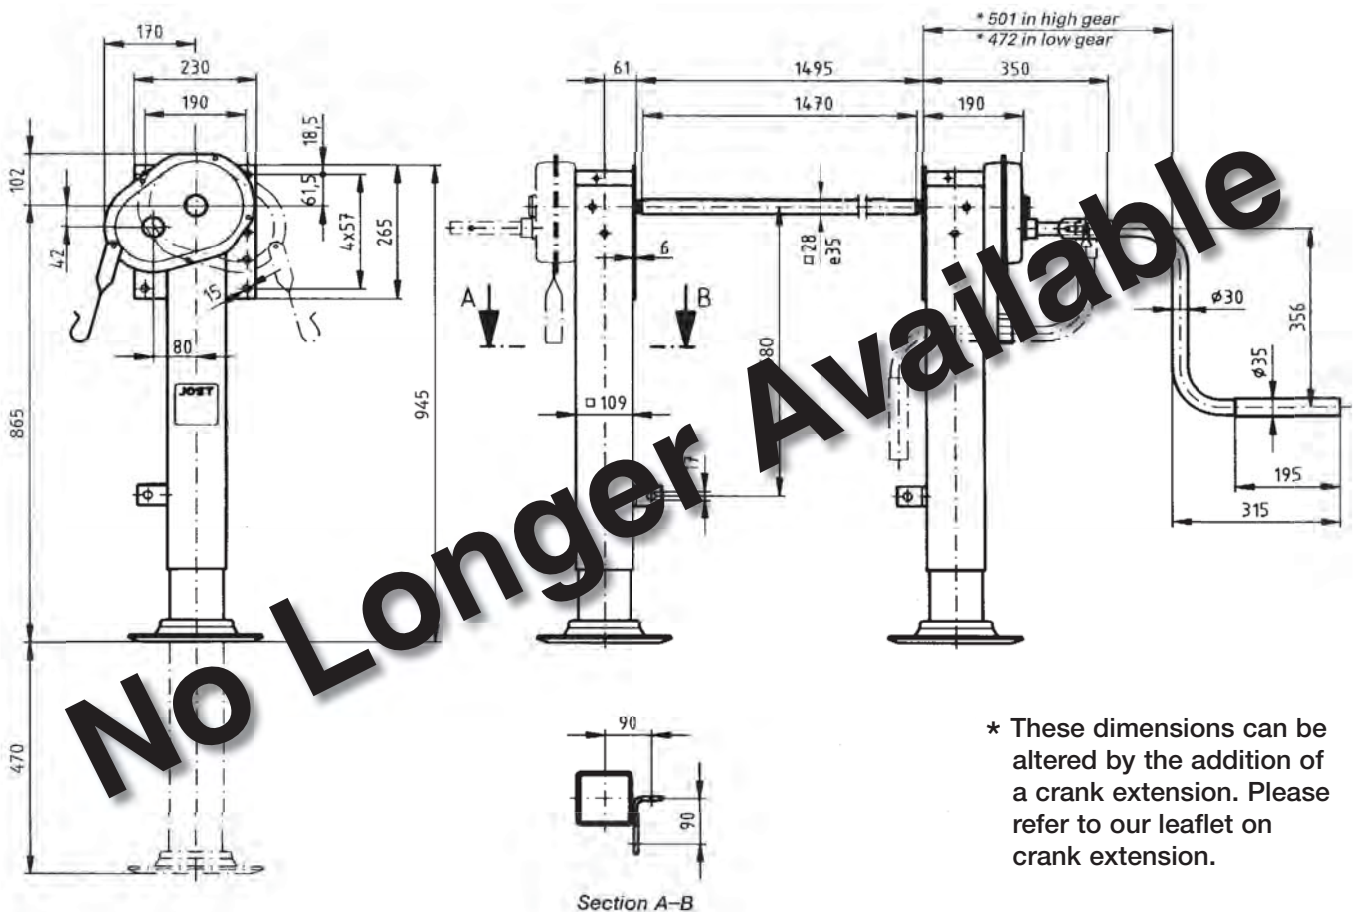 * 501 in high gear
* 472 in low gear
170
230
190
18,5
61,5
102
42
4x57
265
15
80
JOST
865
945
470
61
1495
350
1470
190
6
□28
e35
A
B
□ 109
17
ø30
356
ø35
195
315
No Longer Available
90
90
Section A–B
* These dimensions can be
altered by the addition of
a crank extension. Please
refer to our leaflet on
crank extension.